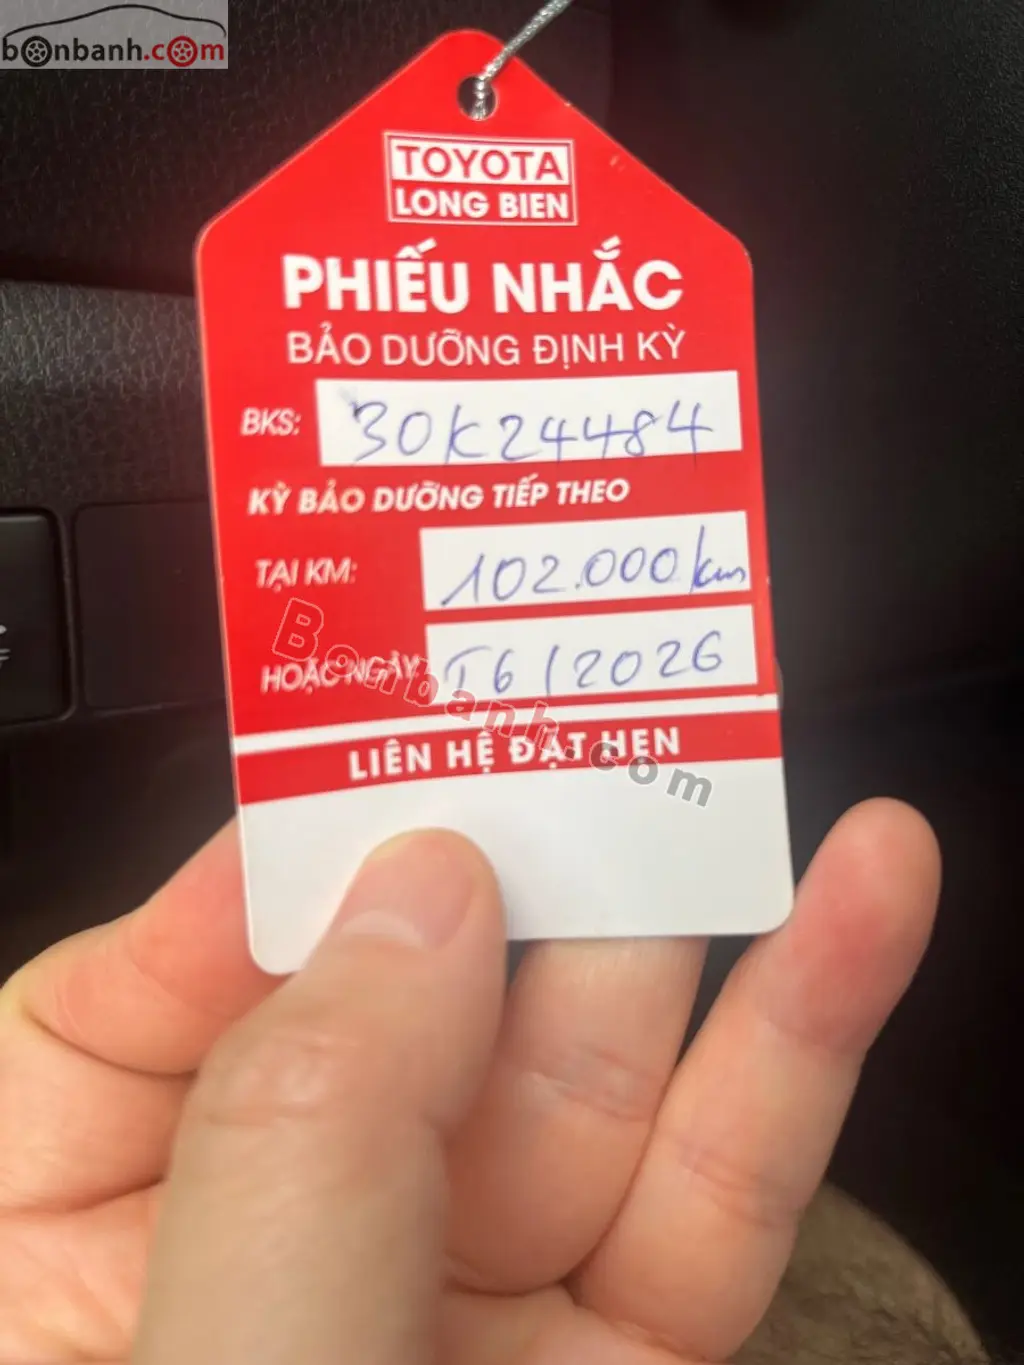 bonbanh.com
TOYOTA
LONG BIEN
PHIẾU NHẮC
BẢO DƯỠNG ĐỊNH KỲ
BKS: 30K24484
KỲ BẢO DƯỠNG TIẾP THEO
TẠI KM: 102.000 km
HOẶC NGÀY: T6/2026
Bonbanh.com
LIÊN HỆ ĐẶT HẸN